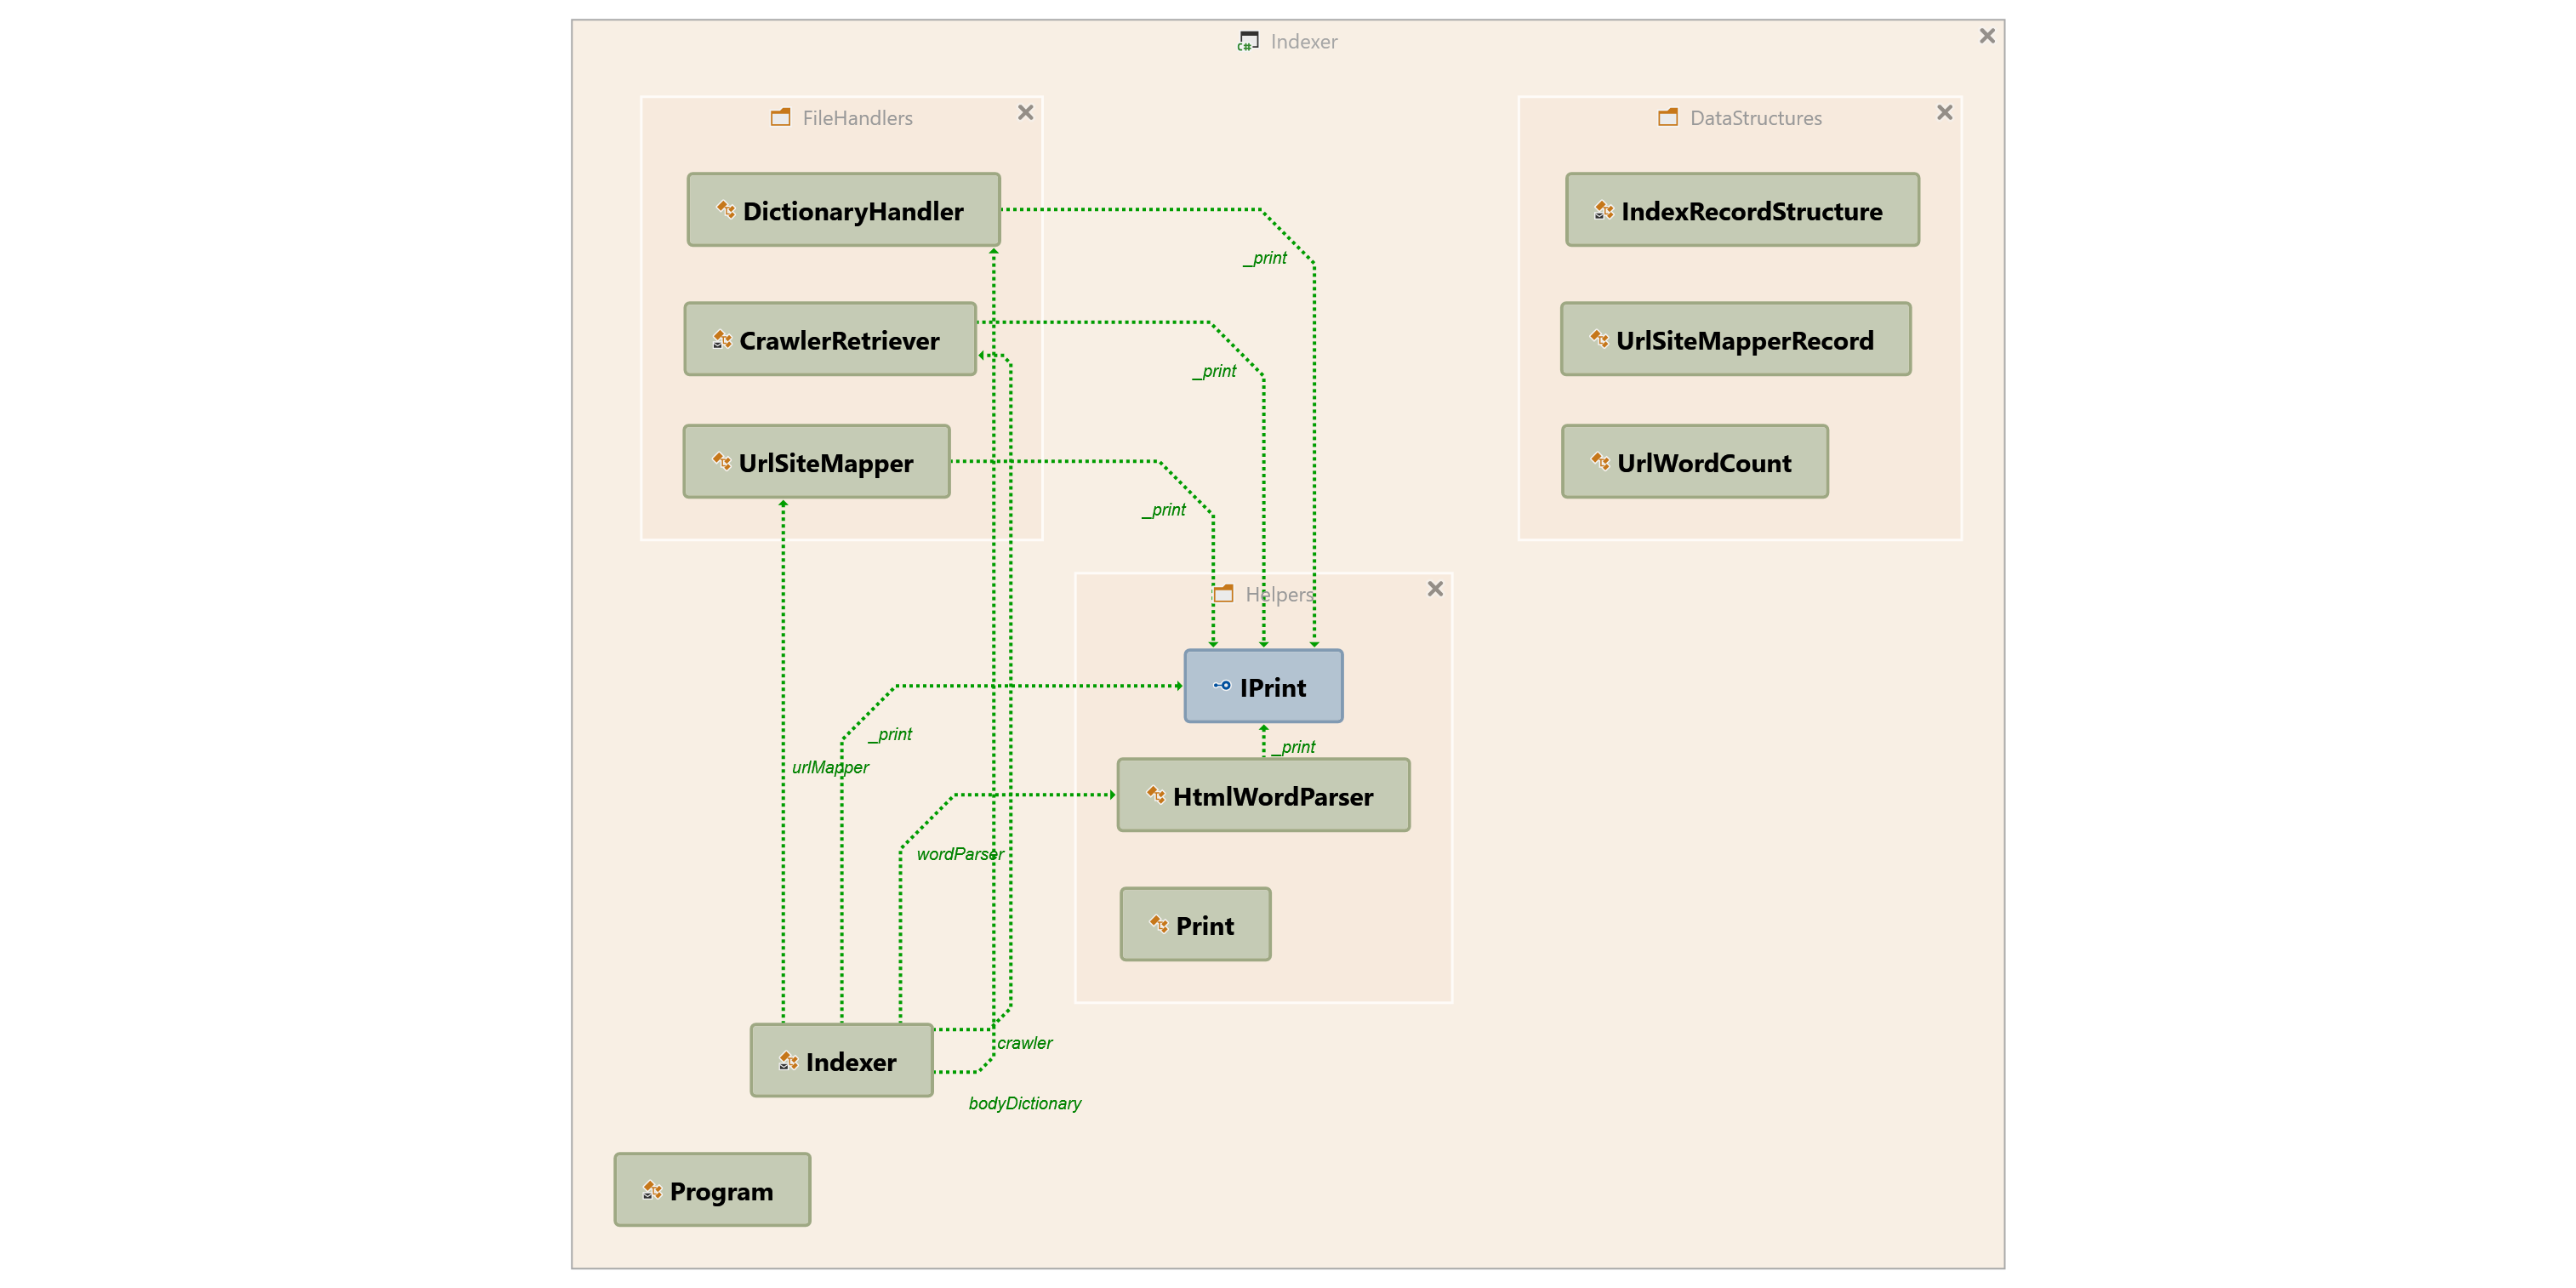 C# Indexer
FileHandlers
DataStructures
DictionaryHandler
IndexRecordStructure
_print
CrawlerRetriever
UrlSiteMapperRecord
_print
UrlSiteMapper
UrlWordCount
_print
Helpers
IPrint
_print
_print
urlMapper
HtmlWordParser
wordParser
Print
crawler
Indexer
bodyDictionary
Program